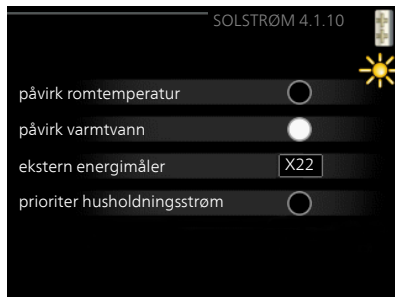 SOLSTRØM 4.1.10
påvirk romtemperatur
påvirk varmtvann
ekstern energimåler X22
prioriter husholdningsstrøm